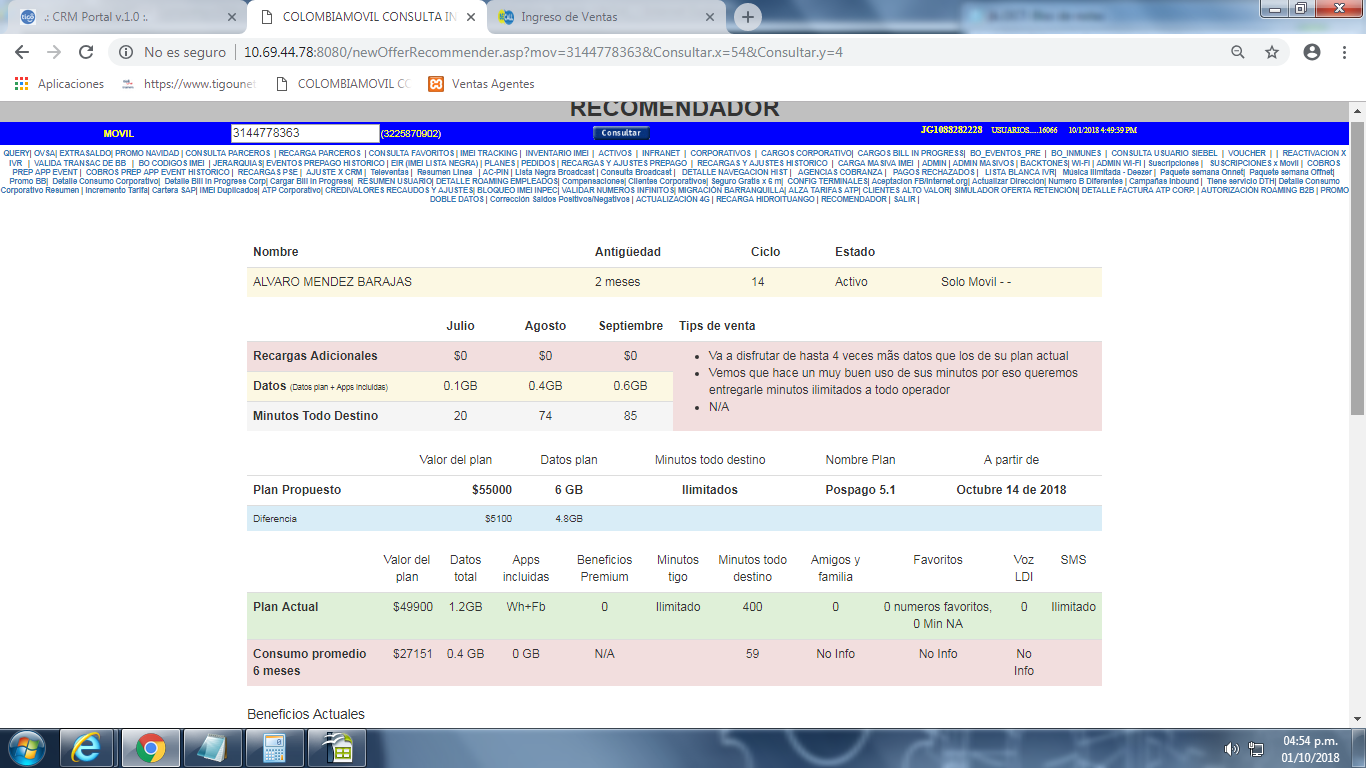 .: CRM Portal v.1.0 :.
COLOMBIAMOVIL CONSULTA IN
Ingreso de Ventas
No es seguro | 10.69.44.78:8080/newOfferRecommender.asp?mov=3144778363&Consultar.x=54&Consultar.y=4
Aplicaciones https://www.tigounet COLOMBIAMOVIL CO Ventas Agentes
RECOMENDADOR
MOVIL 3144778363 (3225870902) Consultar JG1088282228 USUARIOS.....16066 10/1/2018 4:49:39 PM
QUERY| OVSA| EXTRASALDO| PROMO NAVIDAD | CONSULTA PARCEROS | RECARGA PARCEROS | CONSULTA FAVORITOS | IMEI TRACKING | INVENTARIO IMEI | ACTIVOS | INFRANET | CORPORATIVOS | CARGOS CORPORATIVO| CARGOS BILL IN PROGRESS| BO_EVENTOS_PRE | BO_INMUNES | CONSULTA USUARIO SIEBEL | VOUCHER | | REACTIVACION X
IVR | VALIDA TRANSAC DE BB | BO CODIGOS IMEI | JERARQUIAS| EVENTOS PREPAGO HISTORICO | EIR (IMEI LISTA NEGRA) | PLANES | PEDIDOS | RECARGAS Y AJUSTES PREPAGO | RECARGAS Y AJUSTES HISTORICO | CARGA MASIVA IMEI | ADMIN | ADMIN MASIVOS | BACKTONES| WI-FI | ADMIN WI-FI | Suscripciones | SUSCRIPCIONES x Movil | COBROS
PREP APP EVENT | COBROS PREP APP EVENT HISTORICO | RECARGAS PSE | AJUSTE X CRM | Televentas | Resumen Linea | AC-PIN | Lista Negra Broadcast | Consulta Broadcast | DETALLE NAVEGACION HIST | AGENCIAS COBRANZA | PAGOS RECHAZADOS | LISTA BLANCA IVR| Música Ilimitada - Deezer | Paquete semana Onnet| Paquete semana Offnet|
Promo BB| Detalle Consumo Corporativo| Detalle Bill in Progress Corp| Cargar Bill in Progress| RESUMEN USUARIO| DETALLE ROAMING EMPLEADOS| Compensaciones| Clientes Corporativos| Seguro Gratis x 6 m| CONFIG TERMINALES| Aceptacion FB/Internet.org| Actualizar Dirección| Numero B Diferentes | Campañas Inbound | Tiene servicio DTH| Detalle Consumo
Corporativo Resumen | Incremento Tarifa| Cartera SAP| IMEI Duplicados| ATP Corporativo| CREDIVALORES RECAUDOS Y AJUSTES| BLOQUEO IMEI INPEC| VALIDAR NUMEROS INFINITOS| MIGRACIÓN BARRANQUILLA| ALZA TARIFAS ATP| CLIENTES ALTO VALOR| SIMULADOR OFERTA RETENCIÓN| DETALLE FACTURA ATP CORP.| AUTORIZACIÓN ROAMING B2B | PROMO
DOBLE DATOS | Corrección Saldos Positivos/Negativos | ACTUALIZACIÓN 4G | RECARGA HIDROITUANGO | RECOMENDADOR | SALIR |
Nombre Antigüedad Ciclo Estado
ALVARO MENDEZ BARAJAS 2 meses 14 Activo Solo Movil - -
Julio Agosto Septiembre Tips de venta
Recargas Adicionales $0 $0 $0
Datos (Datos plan + Apps Incluidas) 0.1GB 0.4GB 0.6GB
Minutos Todo Destino 20 74 85
• Va a disfrutar de hasta 4 veces mãs datos que los de su plan actual
• Vemos que hace un muy buen uso de sus minutos por eso queremos
entregarle minutos ilimitados a todo operador
• N/A
Valor del plan Datos plan Minutos todo destino Nombre Plan A partir de
Plan Propuesto $55000 6 GB Ilimitados Pospago 5.1 Octubre 14 de 2018
Diferencia $5100 4.8GB
Valor del plan Datos total Apps incluidas Beneficios Premium Minutos tigo Minutos todo destino Amigos y familia Favoritos Voz LDI SMS
Plan Actual $49900 1.2GB Wh+Fb 0 Ilimitado 400 0 0 numeros favoritos, 0 Min NA 0 Ilimitado
Consumo promedio 6 meses $27151 0.4 GB 0 GB N/A 59 No Info No Info No Info
Beneficios Actuales
04:54 p.m.
01/10/2018